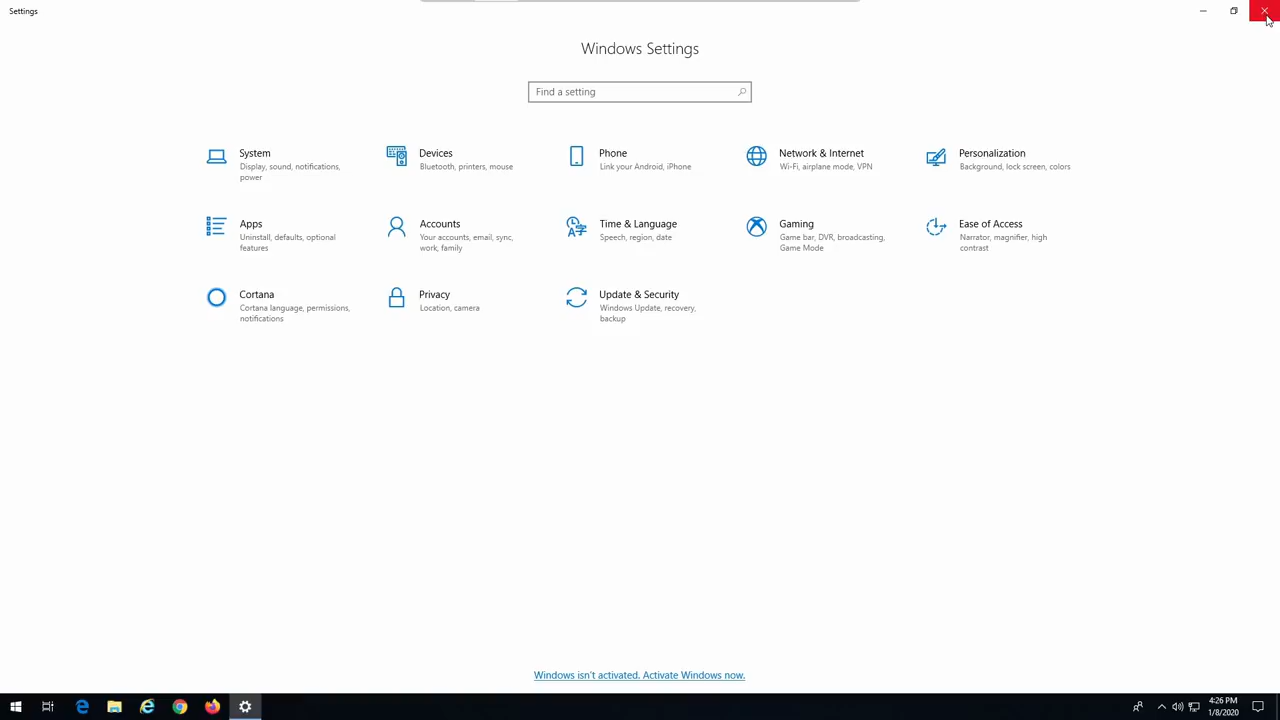 Settings
Windows Settings
Find a setting
System
Display, sound, notifications,
power
Devices
Bluetooth, printers, mouse
Phone
Link your Android, iPhone
Network & Internet
Wi-Fi, airplane mode, VPN
Personalization
Background, lock screen, colors
Apps
Uninstall, defaults, optional
features
Accounts
Your accounts, email, sync,
work, family
Time & Language
Speech, region, date
Gaming
Game bar, DVR, broadcasting,
Game Mode
Ease of Access
Narrator, magnifier, high
contrast
Cortana
Cortana language, permissions,
notifications
Privacy
Location, camera
Update & Security
Windows Update, recovery,
backup
Windows isn't activated. Activate Windows now.
4:26 PM
1/8/2020